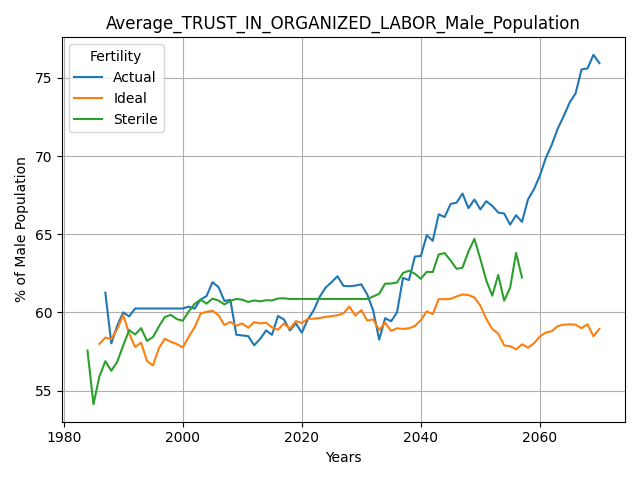 Average_TRUST_IN_ORGANIZED_LABOR_Male_Population
Fertility
Actual
Ideal
Sterile
% of Male Population
75
70
65
60
55
1980
2000
2020
2040
2060
Years